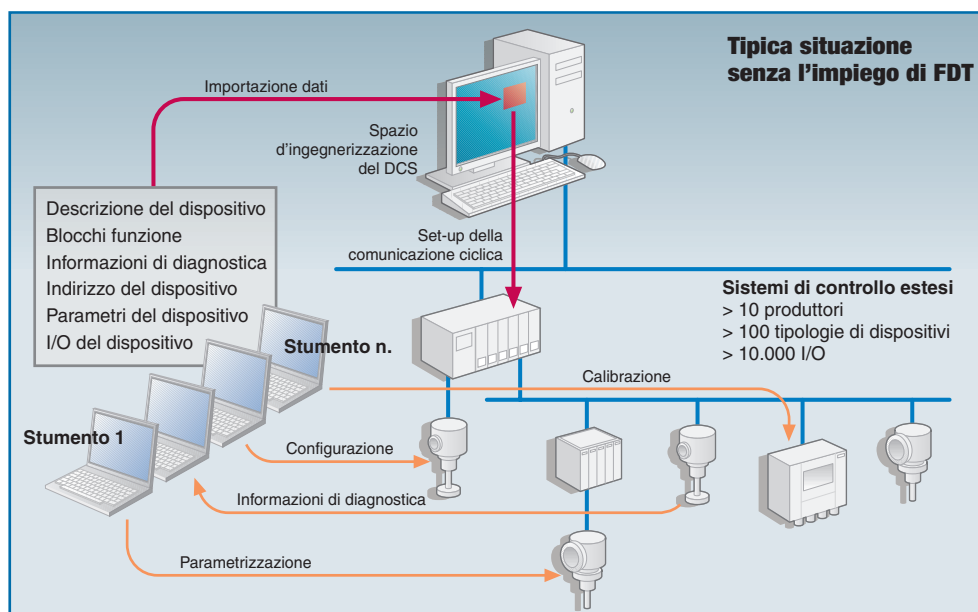 Tipica situazione
senza l'impiego di FDT
Importazione dati
Spazio
d'ingegnerizzazione
del DCS
Descrizione del dispositivo
Blocchi funzione
Informazioni di diagnostica
Indirizzo del dispositivo
Parametri del dispositivo
I/O del dispositivo
Set-up della
comunicazione ciclica
Sistemi di controllo estesi
> 10 produttori
> 100 tipologie di dispositivi
> 10.000 I/O
Stumento n.
Calibrazione
Stumento 1
Configurazione
Informazioni di diagnostica
Parametrizzazione